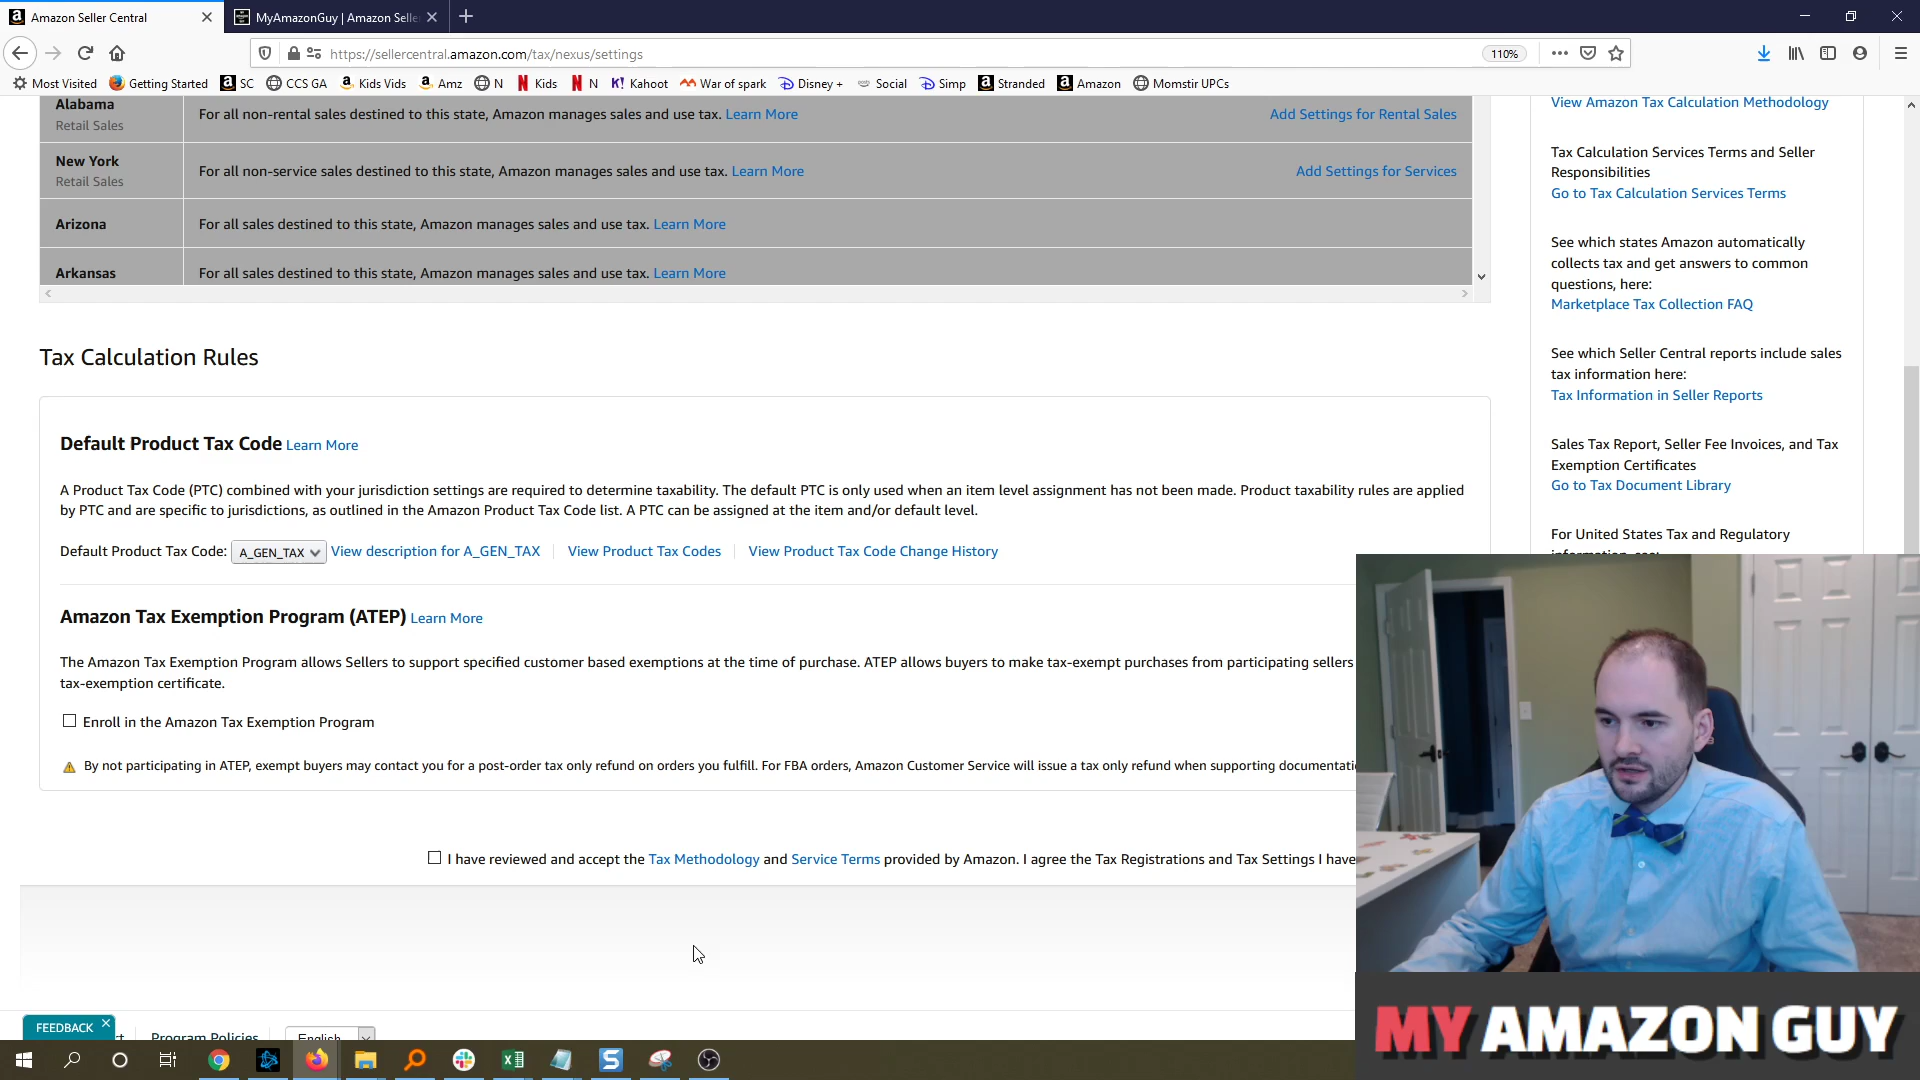 Amazon Seller Central
MyAmazonGuy | Amazon Selle
https://sellercentral.amazon.com/tax/nexus/settings
110%
Most Visited
Getting Started
SC
CCS GA
Kids Vids
Amz
N
Kids
N
Kahoot
War of spark
Disney +
Social
Simp
Stranded
Amazon
Momstir UPCs
Alabama
Retail Sales
For all non-rental sales destined to this state, Amazon manages sales and use tax. Learn More
Add Settings for Rental Sales
New York
Retail Sales
For all non-service sales destined to this state, Amazon manages sales and use tax. Learn More
Add Settings for Services
Arizona
For all sales destined to this state, Amazon manages sales and use tax. Learn More
Arkansas
For all sales destined to this state, Amazon manages sales and use tax. Learn More
Tax Calculation Rules
Default Product Tax Code Learn More
A Product Tax Code (PTC) combined with your jurisdiction settings are required to determine taxability. The default PTC is only used when an item level assignment has not been made. Product taxability rules are applied
by PTC and are specific to jurisdictions, as outlined in the Amazon Product Tax Code list. A PTC can be assigned at the item and/or default level.
Default Product Tax Code: A_GEN_TAX View description for A_GEN_TAX View Product Tax Codes View Product Tax Code Change History
Amazon Tax Exemption Program (ATEP) Learn More
The Amazon Tax Exemption Program allows Sellers to support specified customer based exemptions at the time of purchase. ATEP allows buyers to make tax-exempt purchases from participating sellers
tax-exemption certificate.
Enroll in the Amazon Tax Exemption Program
By not participating in ATEP, exempt buyers may contact you for a post-order tax only refund on orders you fulfill. For FBA orders, Amazon Customer Service will issue a tax only refund when supporting documentatio
I have reviewed and accept the Tax Methodology and Service Terms provided by Amazon. I agree the Tax Registrations and Tax Settings I have
View Amazon Tax Calculation Methodology
Tax Calculation Services Terms and Seller
Responsibilities
Go to Tax Calculation Services Terms
See which states Amazon automatically
collects tax and get answers to common
questions, here:
Marketplace Tax Collection FAQ
See which Seller Central reports include sales
tax information here:
Tax Information in Seller Reports
Sales Tax Report, Seller Fee Invoices, and Tax
Exemption Certificates
Go to Tax Document Library
For United States Tax and Regulatory
information, see:
FEEDBACK
Program Policies
English
MY AMAZON GUY